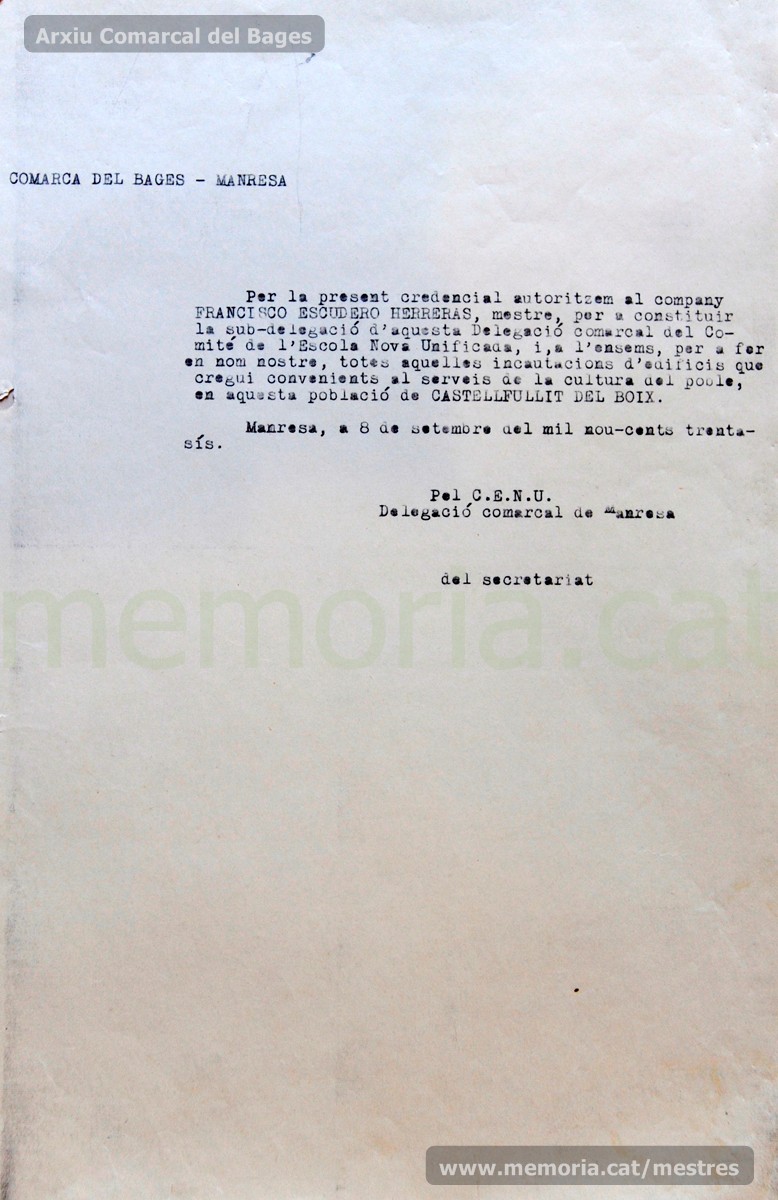 Arxiu Comarcal del Bages
COMARCA DEL BAGES - MANRESA
Per la present credencial autoritzem al company
FRANCISCO ESCUDERO HERRERAS, mestre, per a constituir
la sub-delegació d'aquesta Delegació comarcal del Co-
mité de l'Escola Nova Unificada, i,a l'ensems, per a fer
en nom nostre, totes aquelles incautacions d'edificis que
cregui convenients al serveis de la cultura del poble,
en aquesta població de CASTELLFULLIT DEL BOIX.
Manresa, a 8 de setembre del mil nou-cents trenta-
sís.
Pel C.E.N.U.
Delegació comarcal de Manresa
del secretariat
memoria.cat
www.memoria.cat/mestres